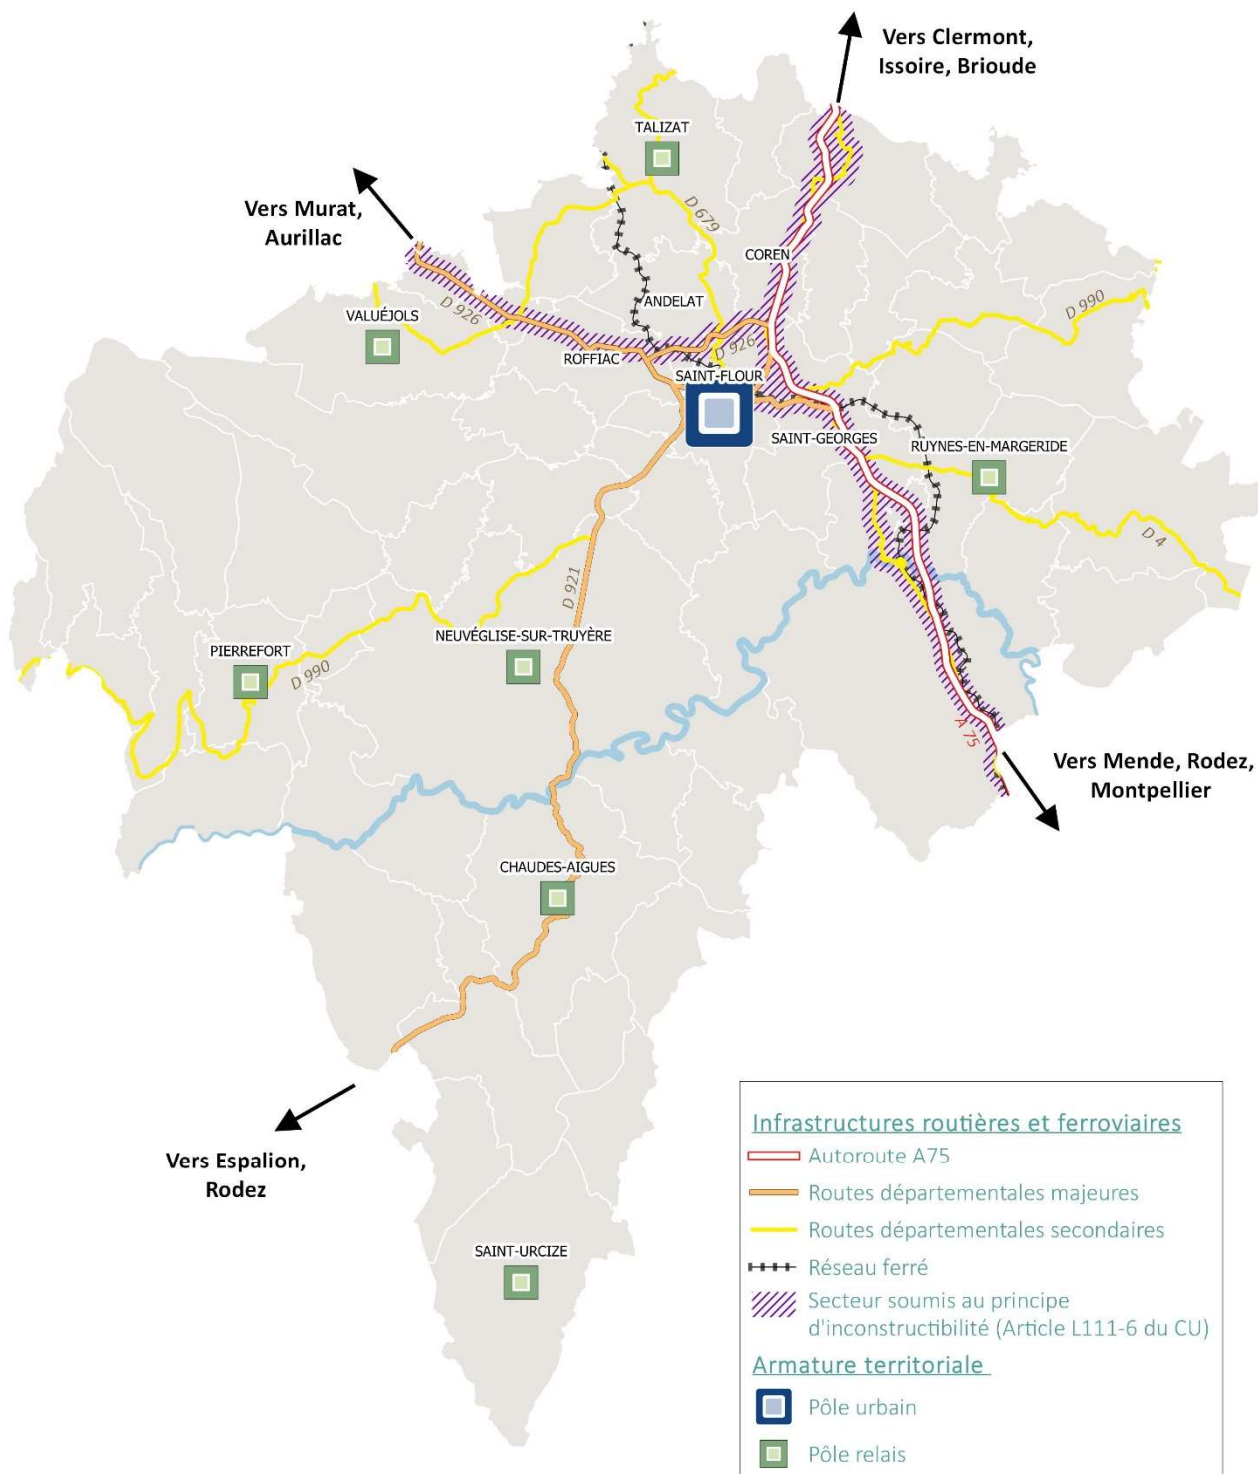 Vers Clermont,
Issoire, Brioude
TALIZAT
Vers Murat,
Aurillac
D 679
COREN
ANDELAT
D 990
VALUÉJOLS
D 926
ROFFIAC
D 926
SAINT-FLOUR
SAINT-GEORGES
RUYNES-EN-MARGERIDE
D 4
D 921
NEUVÉGLISE-SUR-TRUYÈRE
PIERREFORT
D 990
A 75
Vers Mende, Rodez,
Montpellier
CHAUDES-AIGUES
Vers Espalion,
Rodez
SAINT-URCIZE
Infrastructures routières et ferroviaires
Autoroute A75
Routes départementales majeures
Routes départementales secondaires
Réseau ferré
Secteur soumis au principe
d'inconstructibilité (Article L111-6 du CU)
Armature territoriale
Pôle urbain
Pôle relais